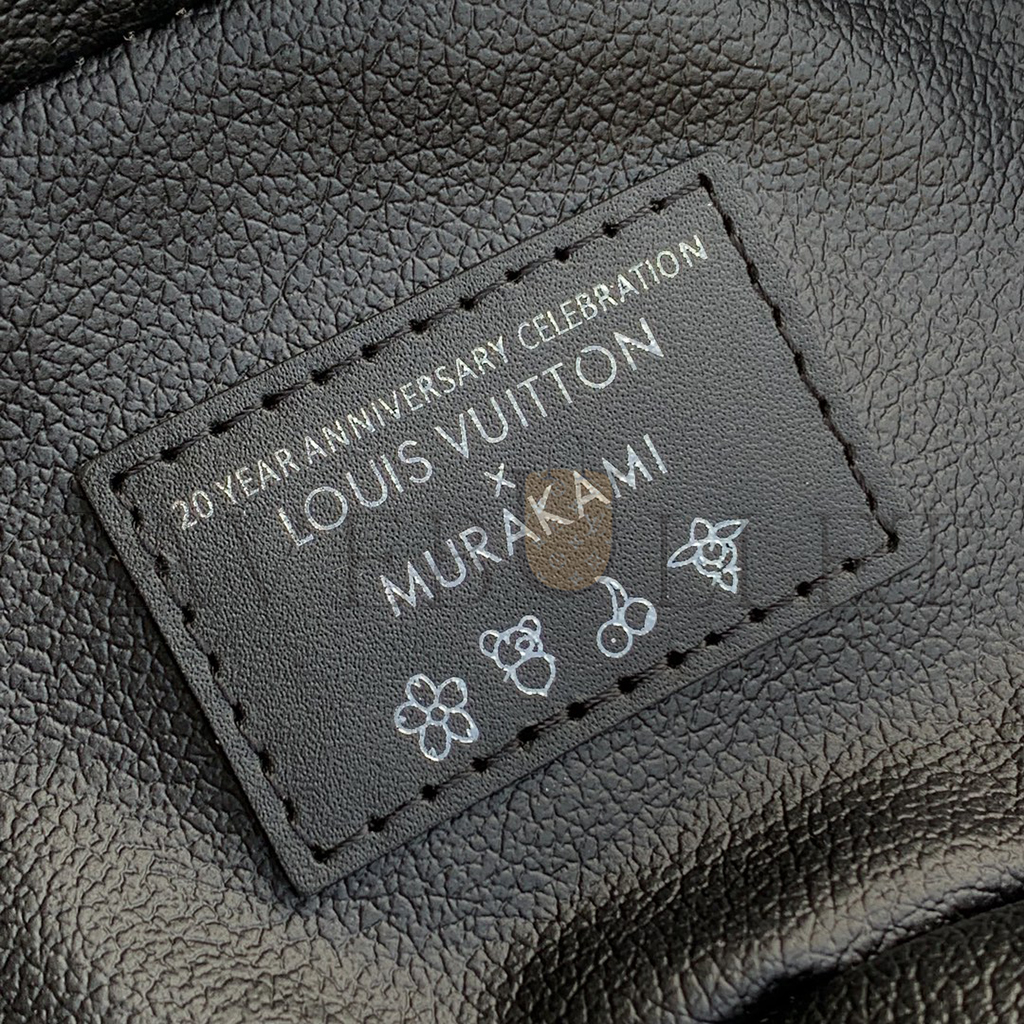 20 YEAR ANNIVERSARY CELEBRATION
LOUIS VUITTON
X
MURAKAMI